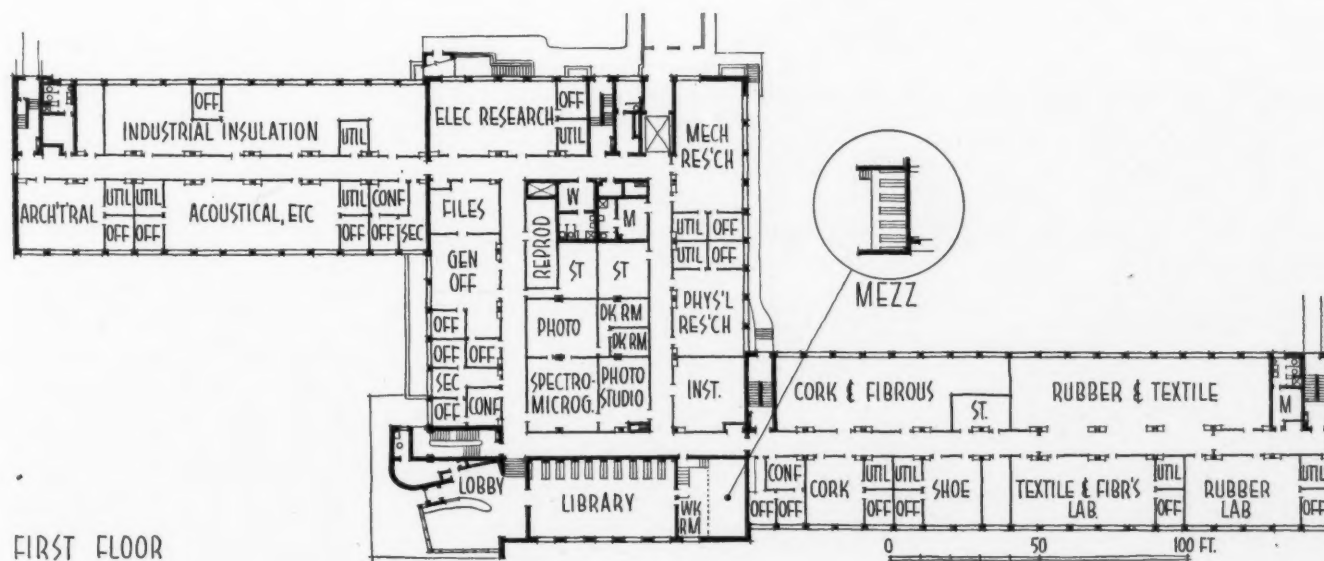 OFF
INDUSTRIAL INSULATION
UTIL
ELEC RESEARCH
OFF
UTIL
MECH
RES'CH
ARCH'TRAL
UTIL
UTIL
OFF
OFF
ACOUSTICAL, ETC
UTIL
CONF
OFF
OFF
SEC
FILES
GEN
OFF
REPROD
W
M
ST
ST
UTIL
OFF
UTIL
OFF
PHYS'L
RES'CH
MEZZ
OFF
OFF
OFF
SEC
OFF
CONF
PHOTO
DK RM
DK RM
SPECTRO-
MICROG.
PHOTO
STUDIO
INST.
CORK & FIBROUS
ST.
RUBBER & TEXTILE
M
LOBBY
LIBRARY
WK
RM
CONF
OFF
OFF
CORK
UTIL
UTIL
OFF
OFF
SHOE
TEXTILE & FIBR'S
LAB.
UTIL
OFF
RUBBER
LAB
UTIL
OFF
FIRST FLOOR
0 50 100 FT.